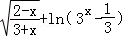 √((2-x)/(3+x)) + ln(3^x - 1/3)